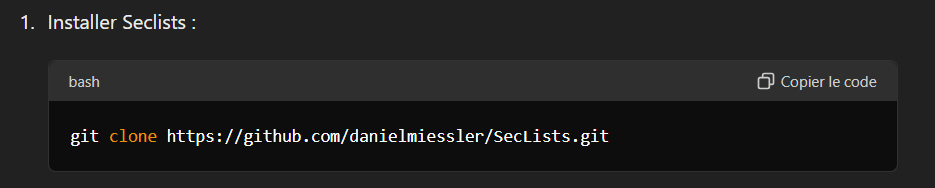 1. Installer Seclists :
bash
Copier le code
git clone https://github.com/danielmiessler/SecLists.git